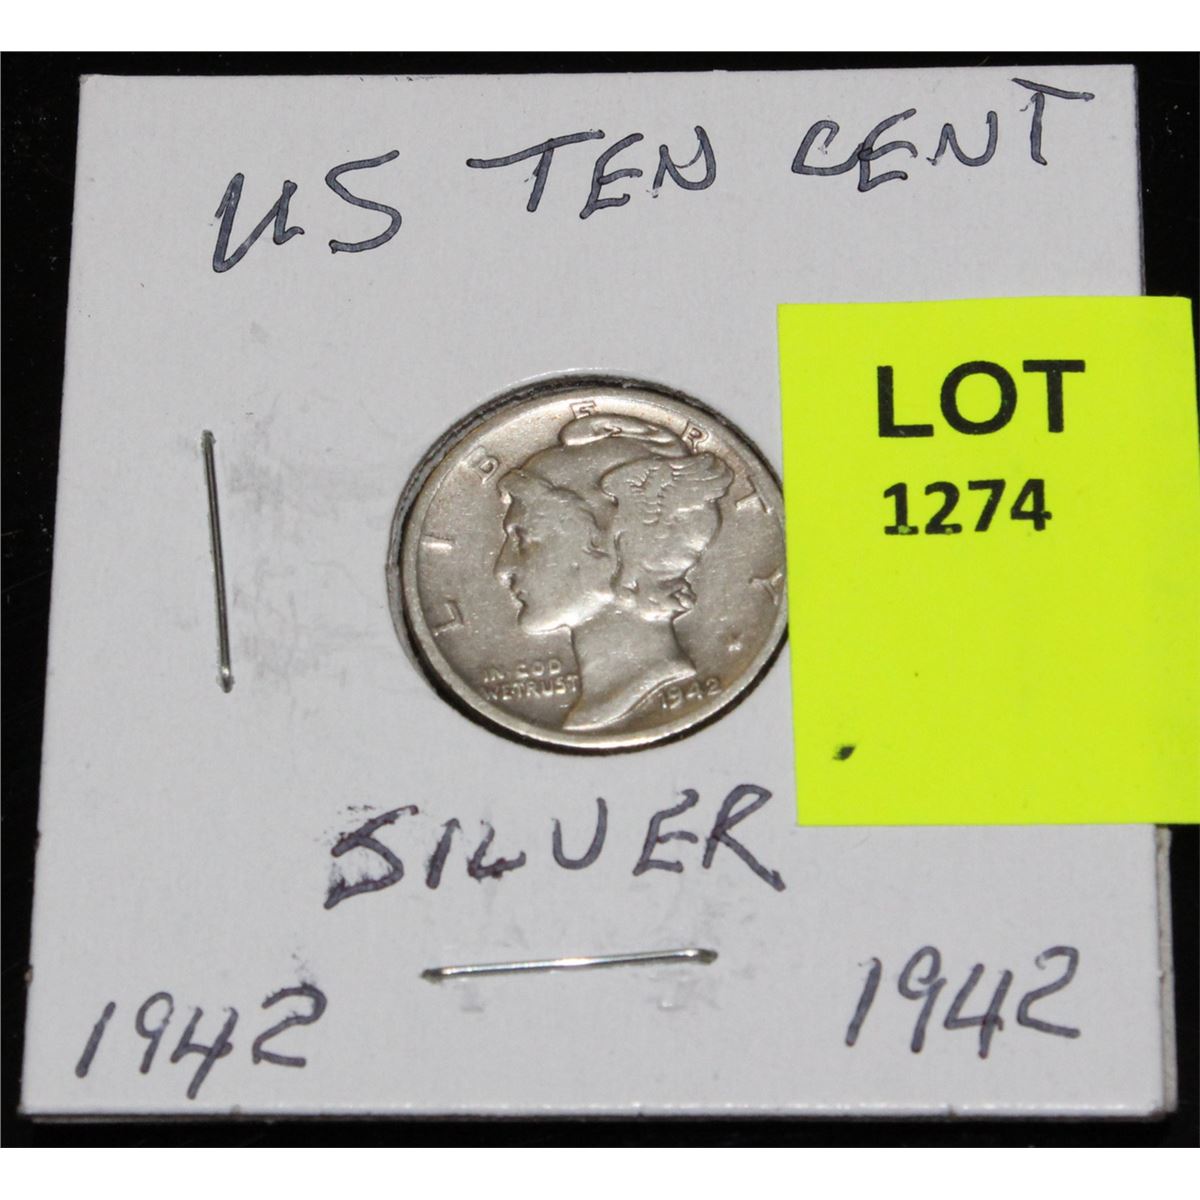 US TEN CENT
LOT
1274
LIBERTY
IN GOD
WE TRUST
1942
SILVER
1942
1942